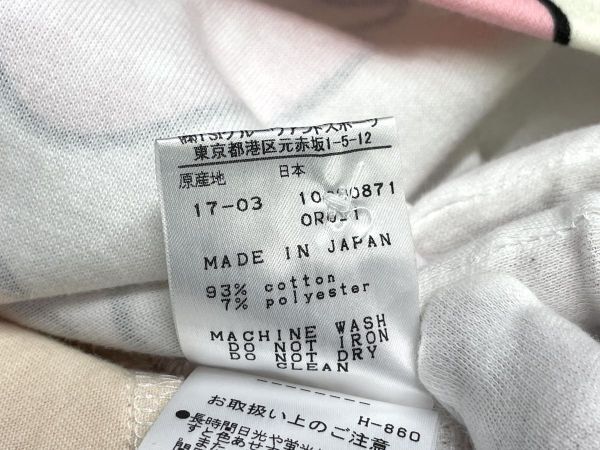 ㈱TSIグルーヴアンドスポーツ
東京都港区元赤坂1-5-12
原産地 日本
17-03
MADE IN JAPAN
93% cotton
7% polyester
MACHINE WASH
DO NOT IRON
DO NOT DRY
CLEAN
H-860
お取扱い上のご注意